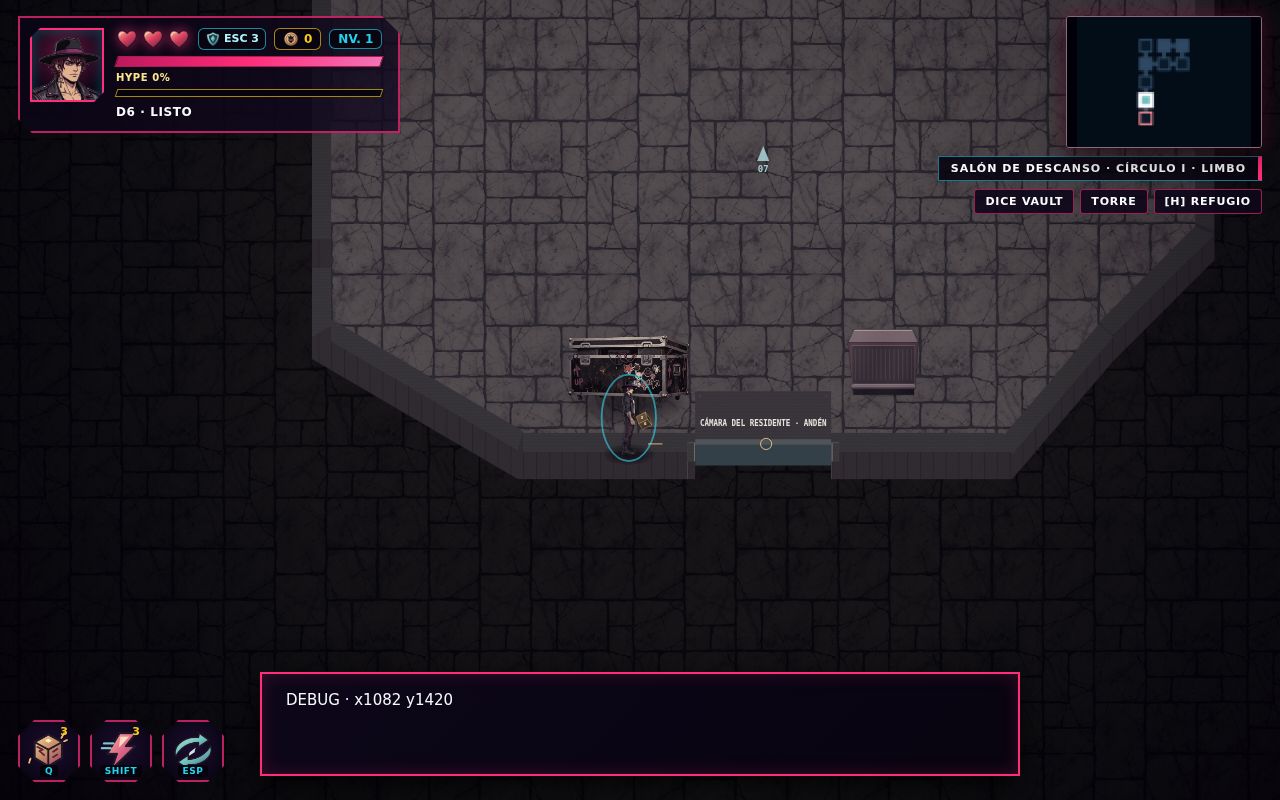 ESC 3
0
NV. 1
HYPE 0%
D6 · LISTO
07
SALÓN DE DESCANSO · CÍRCULO I · LIMBO
DICE VAULT
TORRE
[H] REFUGIO
UP
CÁMARA DEL RESIDENTE · ANDÉN
DEBUG · x1082 y1420
3
Q
3
SHIFT
ESP